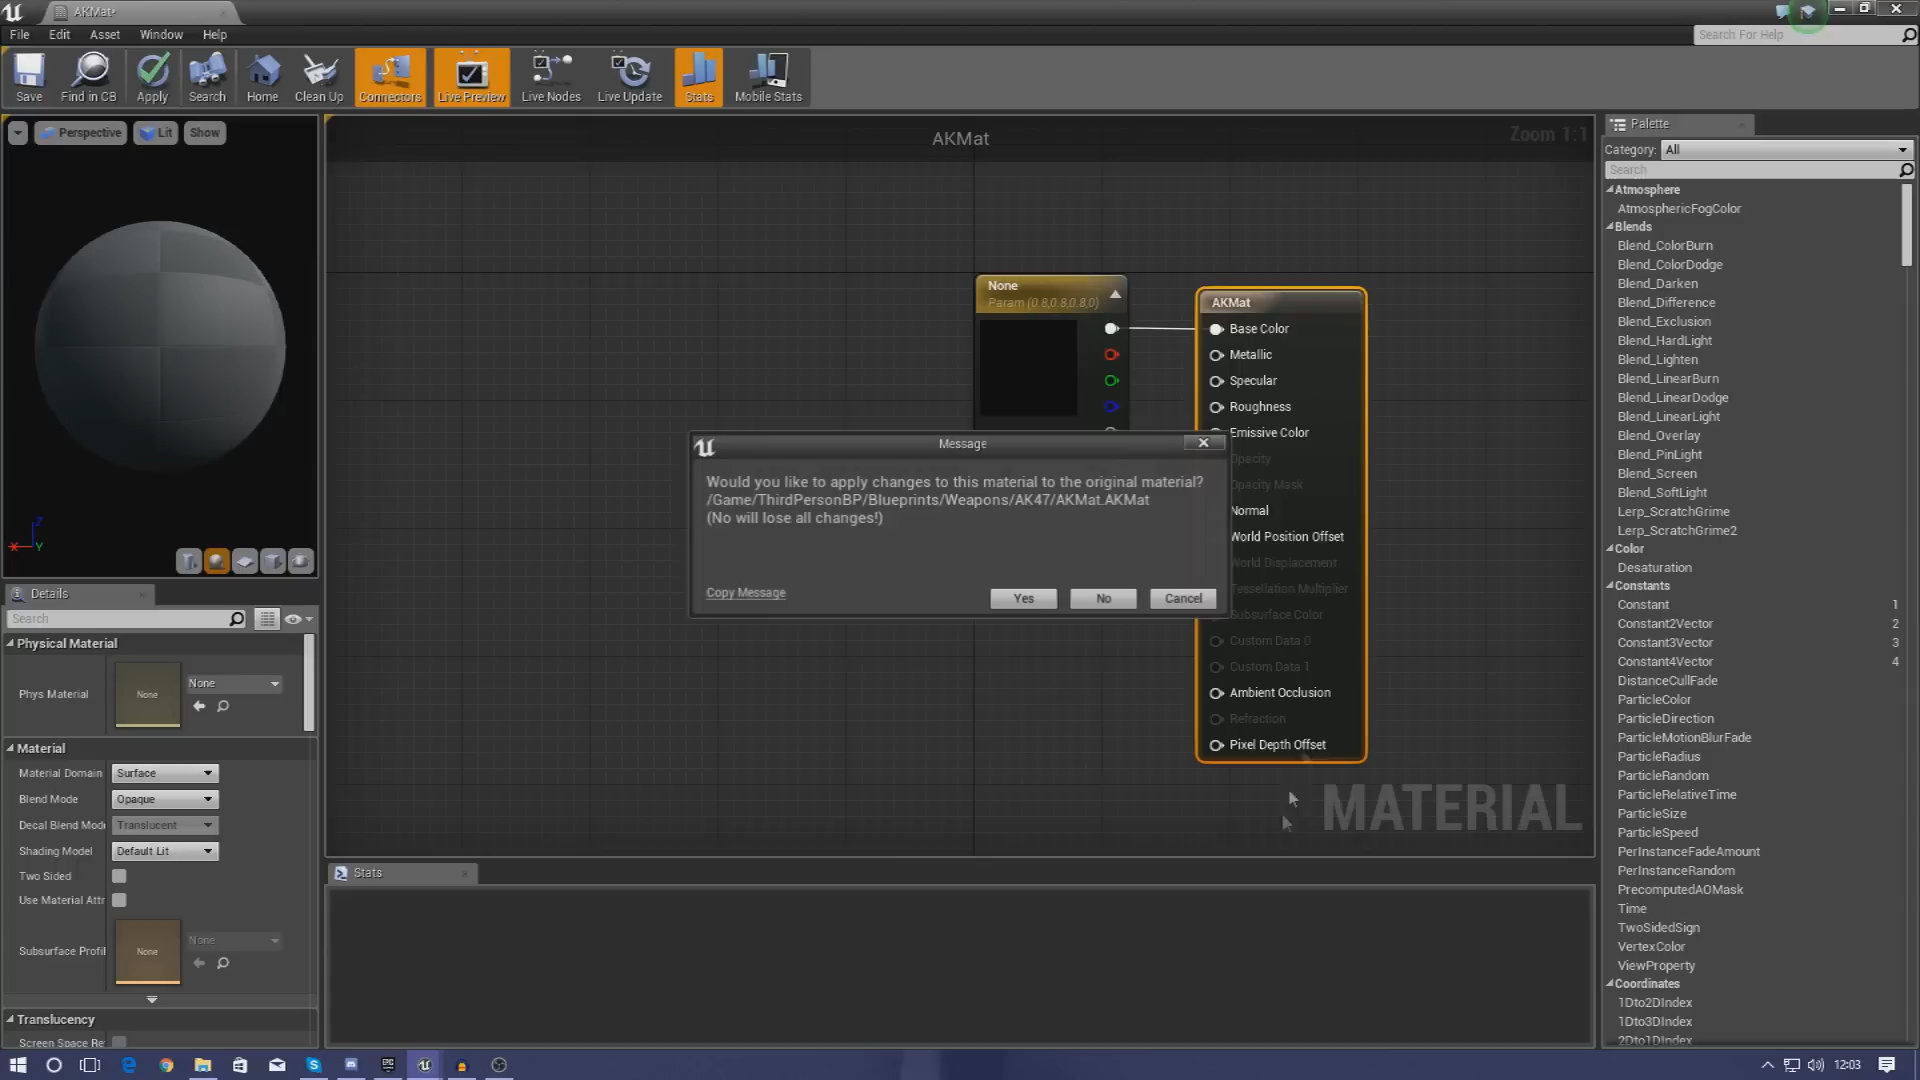 AKMat*
File Edit Asset Window Help
Search For Help
Save Find in CB Apply Search Home Clean Up Connectors Live Preview Live Nodes Live Update Stats Mobile Stats
Perspective Lit Show
AKMat
Zoom 1:1
None
Param (0.8,0.8,0.8,0)
AKMat
Base Color
Metallic
Specular
Roughness
Emissive Color
Opacity
Opacity Mask
Normal
World Position Offset
World Displacement
Tessellation Multiplier
Subsurface Color
Custom Data 0
Custom Data 1
Ambient Occlusion
Refraction
Pixel Depth Offset
MATERIAL
Message
Would you like to apply changes to this material to the original material?
/Game/ThirdPersonBP/Blueprints/Weapons/AK47/AKMat.AKMat
(No will lose all changes!)
Copy Message
Yes No Cancel
Z
X Y
Details
Search
Physical Material
Phys Material None None
Material
Material Domain Surface
Blend Mode Opaque
Decal Blend Mode Translucent
Shading Model Default Lit
Two Sided
Use Material Attr
Subsurface Profil None None
Translucency
Screen Space Re
Stats
Palette
Category: All
Search
Atmosphere
AtmosphericFogColor
Blends
Blend_ColorBurn
Blend_ColorDodge
Blend_Darken
Blend_Difference
Blend_Exclusion
Blend_HardLight
Blend_Lighten
Blend_LinearBurn
Blend_LinearDodge
Blend_LinearLight
Blend_Overlay
Blend_PinLight
Blend_Screen
Blend_SoftLight
Lerp_ScratchGrime
Lerp_ScratchGrime2
Color
Desaturation
Constants
Constant 1
Constant2Vector 2
Constant3Vector 3
Constant4Vector 4
DistanceCullFade
ParticleColor
ParticleDirection
ParticleMotionBlurFade
ParticleRadius
ParticleRandom
ParticleRelativeTime
ParticleSize
ParticleSpeed
PerInstanceFadeAmount
PerInstanceRandom
PrecomputedAOMask
Time
TwoSidedSign
VertexColor
ViewProperty
Coordinates
1Dto2DIndex
1Dto3DIndex
2Dto1DIndex
12:03